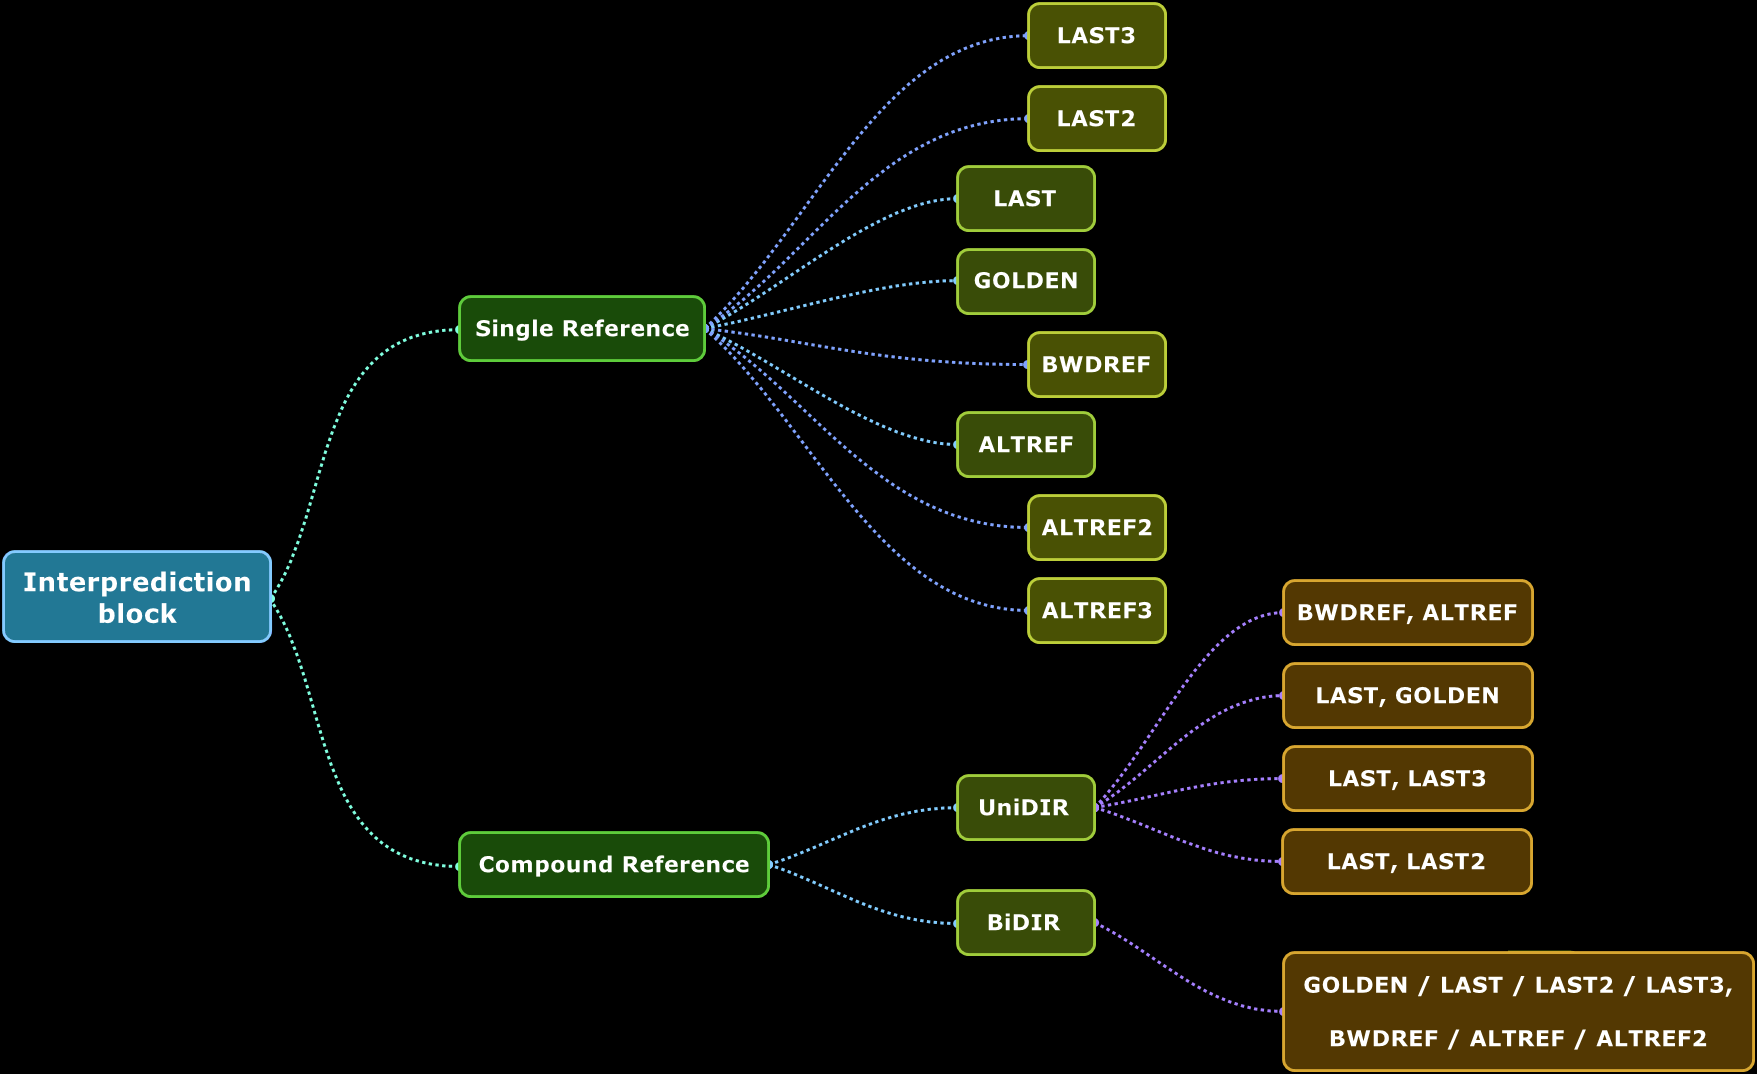 LAST3
LAST2
LAST
GOLDEN
Single Reference
BWDREF
ALTREF
ALTREF2
ALTREF3
Interprediction
block
BWDREF, ALTREF
LAST, GOLDEN
LAST, LAST3
UniDIR
LAST, LAST2
Compound Reference
BiDIR
GOLDEN / LAST / LAST2 / LAST3,
BWDREF / ALTREF / ALTREF2